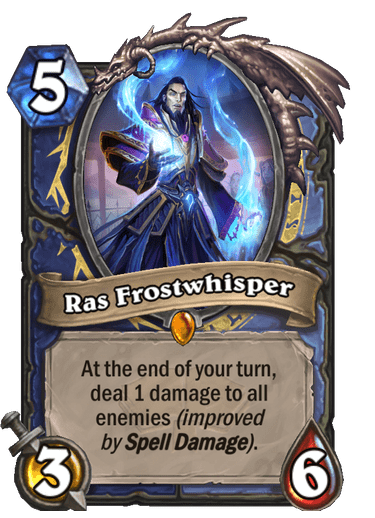 5
Ras Frostwhisper
At the end of your turn,
deal 1 damage to all
enemies (improved
by Spell Damage).
3
6